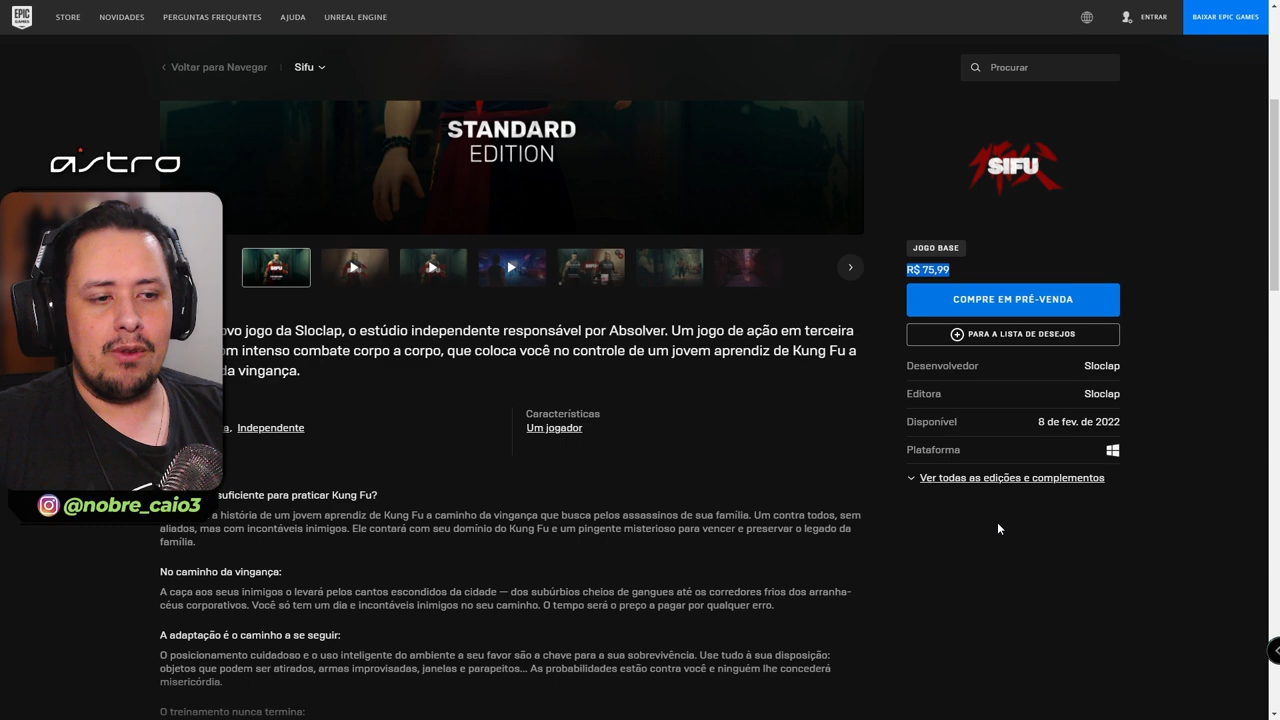 EPIC GAMES
STORE
NOVIDADES
PERGUNTAS FREQUENTES
AJUDA
UNREAL ENGINE
ENTRAR
BAIXAR EPIC GAMES
Voltar para Navegar
Sifu
Procurar
STANDARD
EDITION
astro
SIFU
JOGO BASE
R$ 75,99
COMPRE EM PRÉ-VENDA
PARA A LISTA DE DESEJOS
Desenvolvedor Sloclap
Editora Sloclap
Disponível 8 de fev. de 2022
Plataforma
Ver todas as edições e complementos
ovo jogo da Sloclap, o estúdio independente responsável por Absolver. Um jogo de ação em terceira
om intenso combate corpo a corpo, que coloca você no controle de um jovem aprendiz de Kung Fu a
da vingança.
Características
a, Independente
Um jogador
@nobre_caio3
suficiente para praticar Kung Fu?
a história de um jovem aprendiz de Kung Fu a caminho da vingança que busca pelos assassinos de sua família. Um contra todos, sem
aliados, mas com incontáveis inimigos. Ele contará com seu domínio do Kung Fu e um pingente misterioso para vencer e preservar o legado da
família.
No caminho da vingança:
A caça aos seus inimigos o levará pelos cantos escondidos da cidade — dos subúrbios cheios de gangues até os corredores frios dos arranha-
céus corporativos. Você só tem um dia e incontáveis inimigos no seu caminho. O tempo será o preço a pagar por qualquer erro.
A adaptação é o caminho a se seguir:
O posicionamento cuidadoso e o uso inteligente do ambiente a seu favor são a chave para a sua sobrevivência. Use tudo à sua disposição:
objetos que podem ser atirados, armas improvisadas, janelas e parapeitos... As probabilidades estão contra você e ninguém lhe concederá
misericórdia.
O treinamento nunca termina: